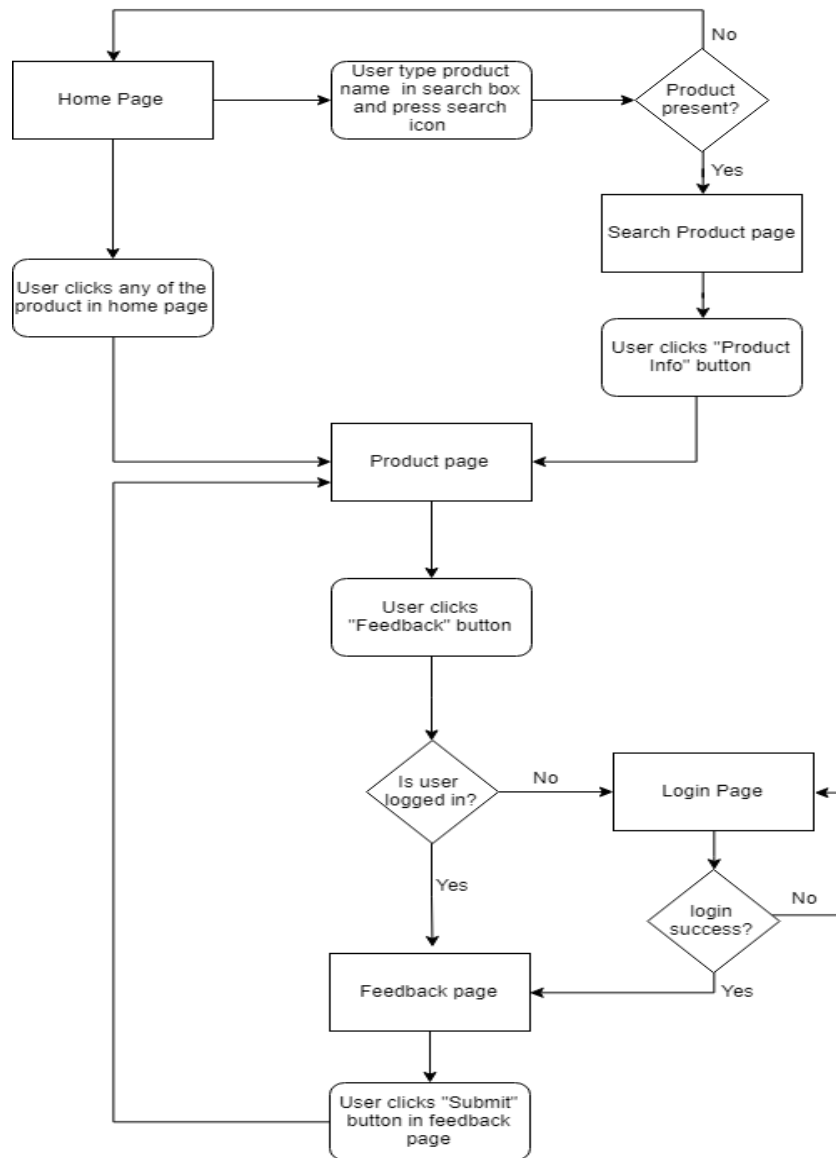 No
Home Page
User type product
name in search box
and press search
icon
Product
present?
Yes
Search Product page
User clicks any of the
product in home page
User clicks "Product
Info" button
Product page
User clicks
"Feedback" button
Is user
logged in?
No
Login Page
Yes
login
success?
No
Yes
Feedback page
User clicks "Submit"
button in feedback
page